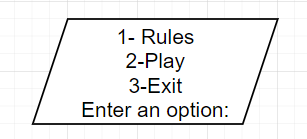 1- Rules
2-Play
3-Exit
Enter an option: